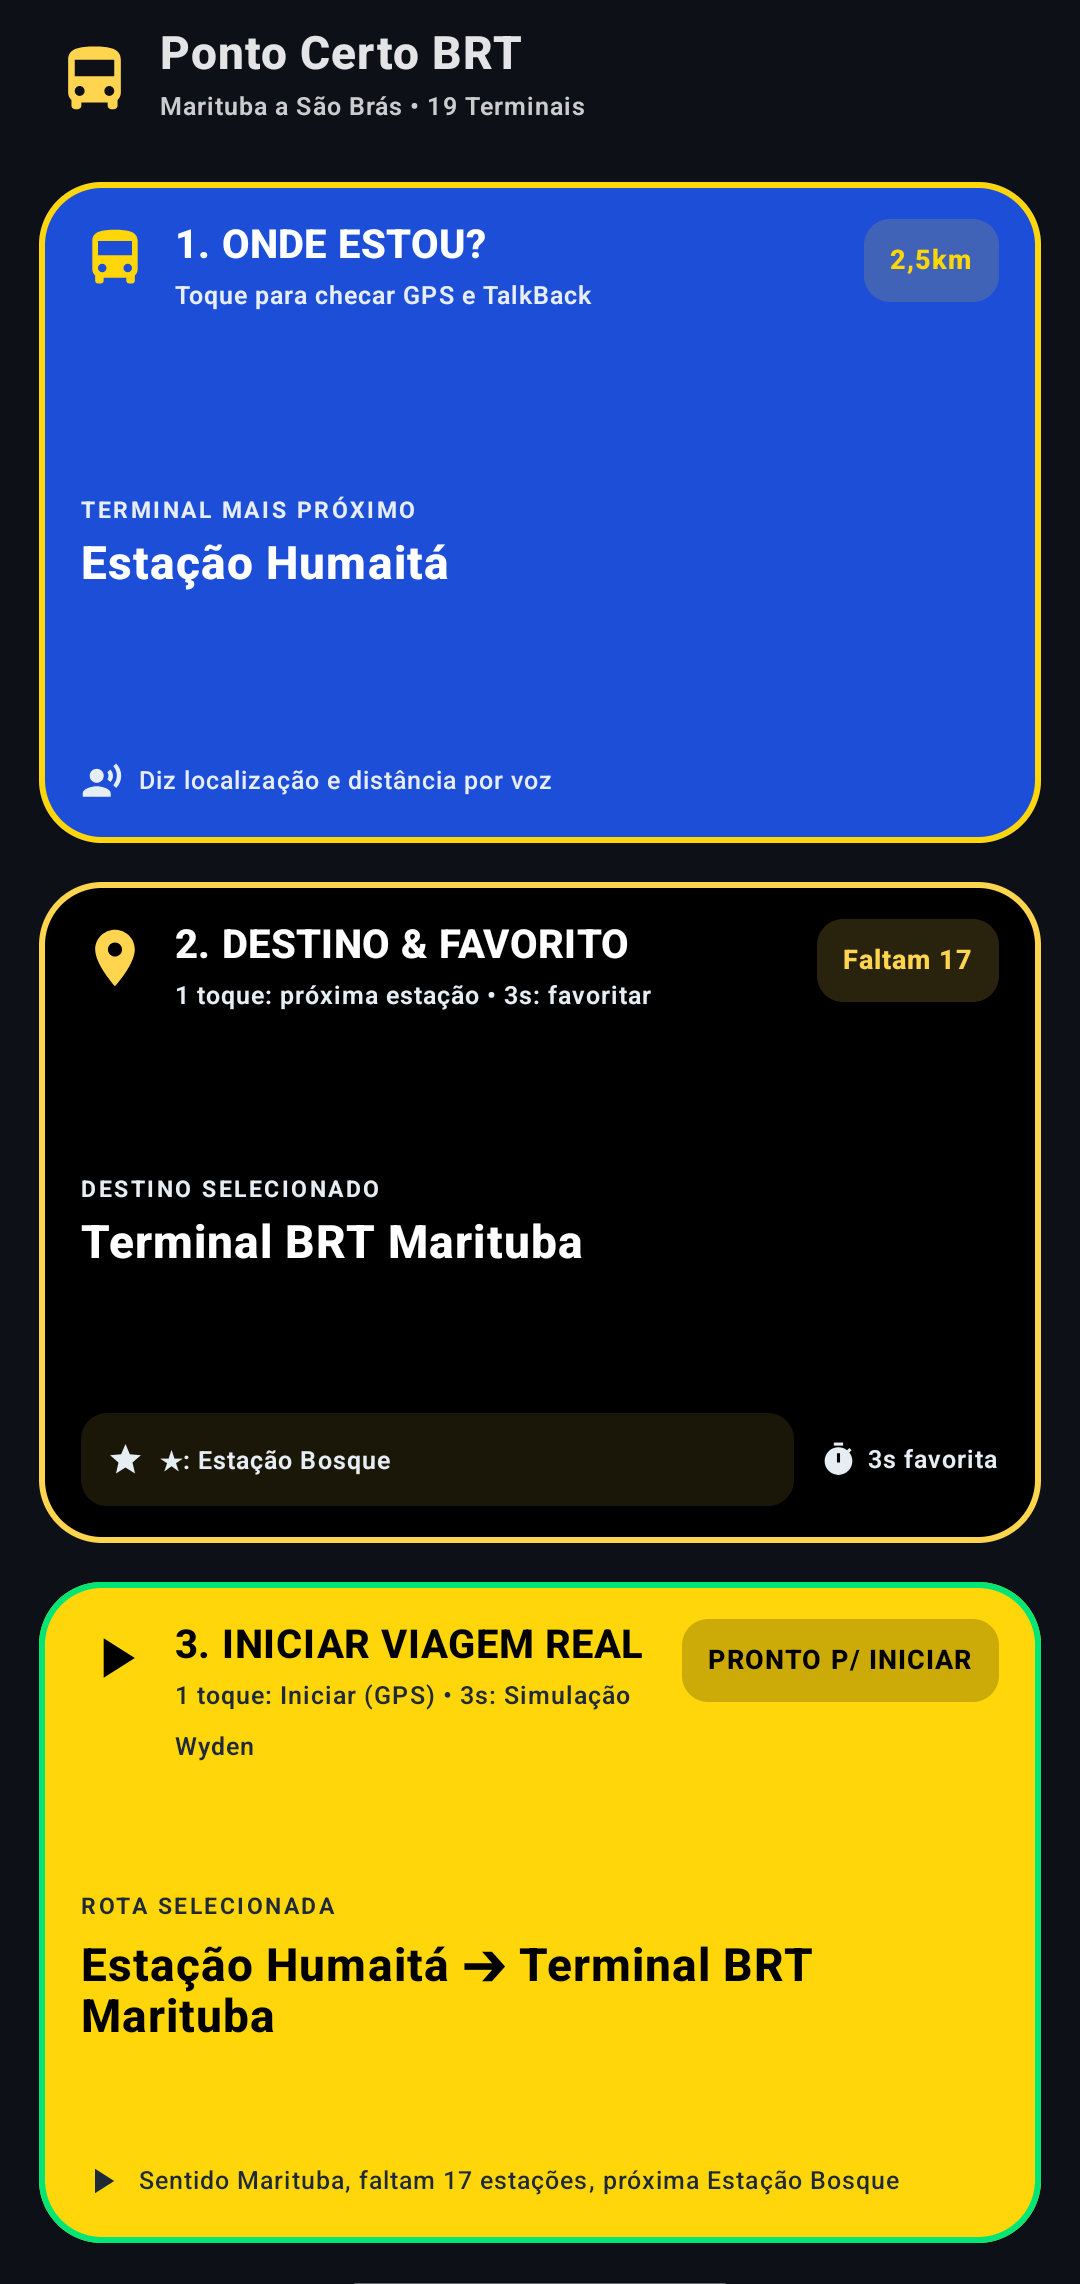 Ponto Certo BRT
Marituba a São Brás • 19 Terminais
1. ONDE ESTOU?
2,5km
Toque para checar GPS e TalkBack
TERMINAL MAIS PRÓXIMO
Estação Humaitá
Diz localização e distância por voz
2. DESTINO & FAVORITO
Faltam 17
1 toque: próxima estação • 3s: favoritar
DESTINO SELECIONADO
Terminal BRT Marituba
★: Estação Bosque
3s favorita
3. INICIAR VIAGEM REAL
PRONTO P/ INICIAR
1 toque: Iniciar (GPS) • 3s: Simulação
Wyden
ROTA SELECIONADA
Estação Humaitá ➔ Terminal BRT
Marituba
Sentido Marituba, faltam 17 estações, próxima Estação Bosque